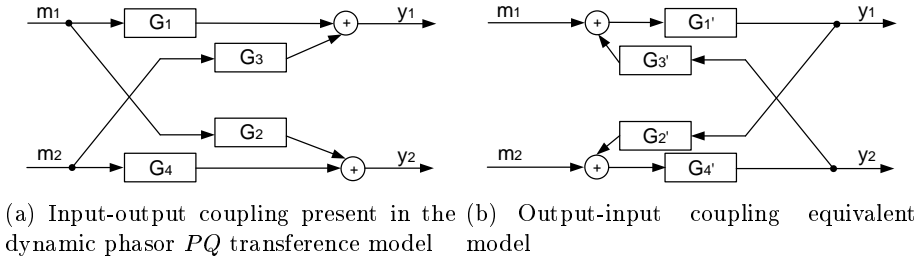 m1 G1 + y1
G3
G2
m2 G4 + y2
m1 + G1' y1
G3'
G2'
m2 + G4' y2
(a) Input-output coupling present in the
dynamic phasor PQ transference model
(b) Output-input coupling equivalent
model